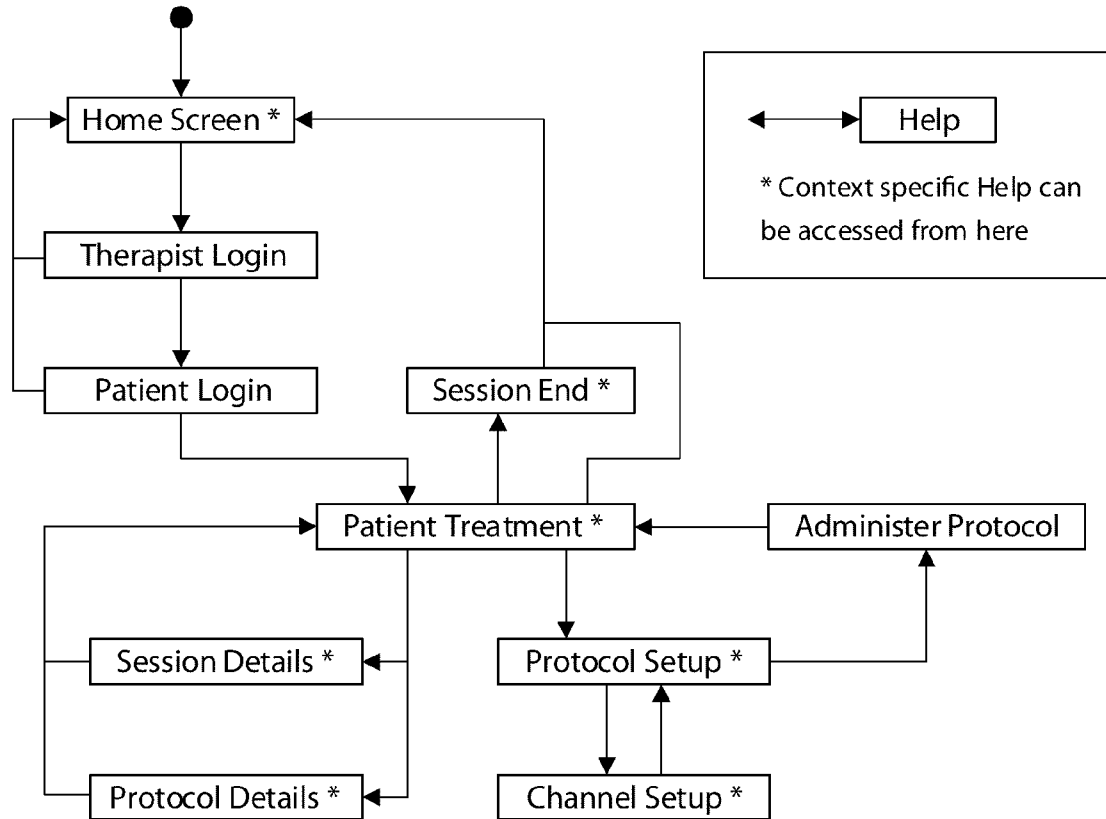 Home Screen *
Help
* Context specific Help can
be accessed from here
Therapist Login
Patient Login
Session End *
Patient Treatment *
Administer Protocol
Session Details *
Protocol Setup *
Protocol Details *
Channel Setup *